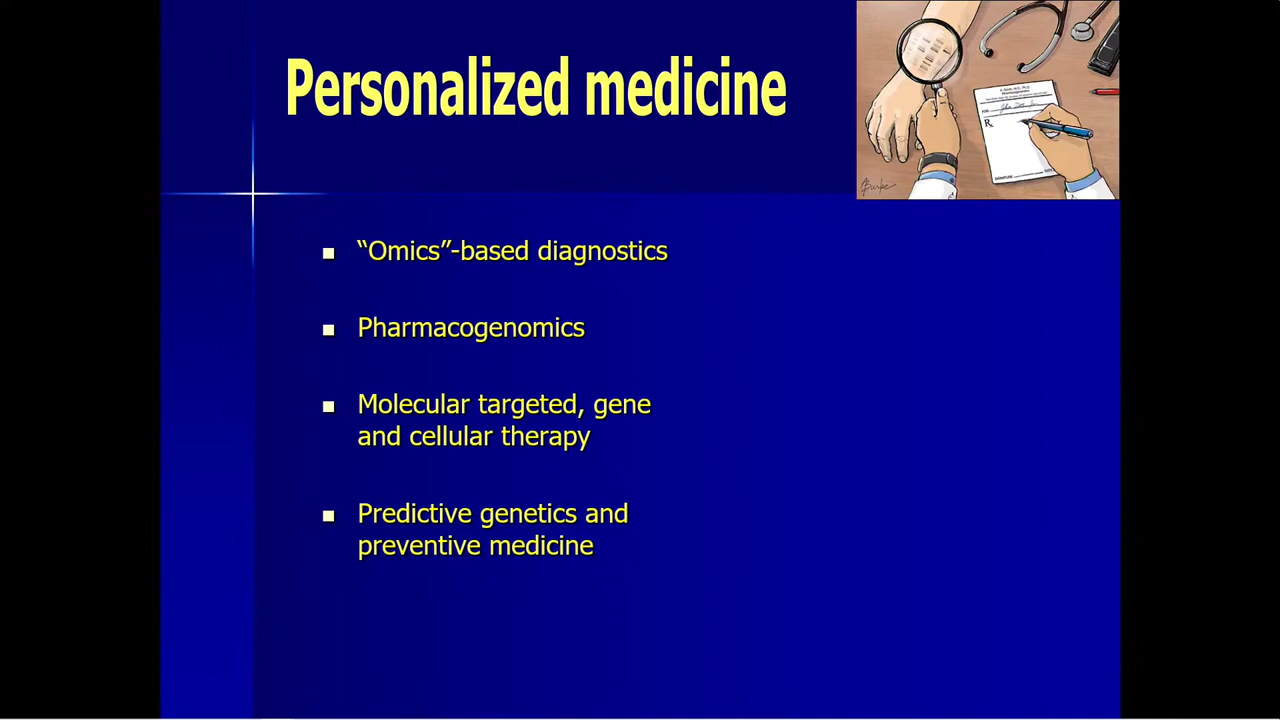 Personalized medicine
“Omics”-based diagnostics
Pharmacogenomics
Molecular targeted, gene
and cellular therapy
Predictive genetics and
preventive medicine